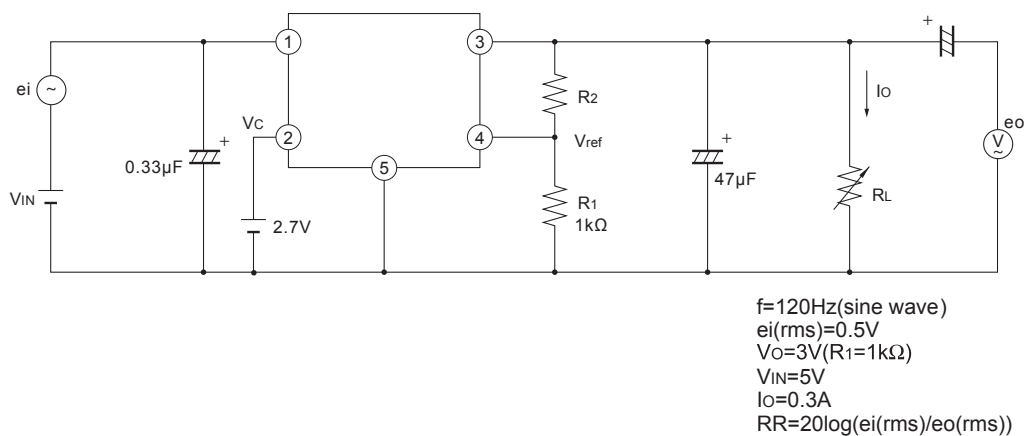 +
1
3
ei
~
R2
IO
eo
VC
+
2
4
Vref
+
V
~
0.33μF
5
47μF
VIN
2.7V
R1
1kΩ
RL
f=120Hz(sine wave)
ei(rms)=0.5V
VO=3V(R1=1kΩ)
VIN=5V
IO=0.3A
RR=20log(ei(rms)/eo(rms))